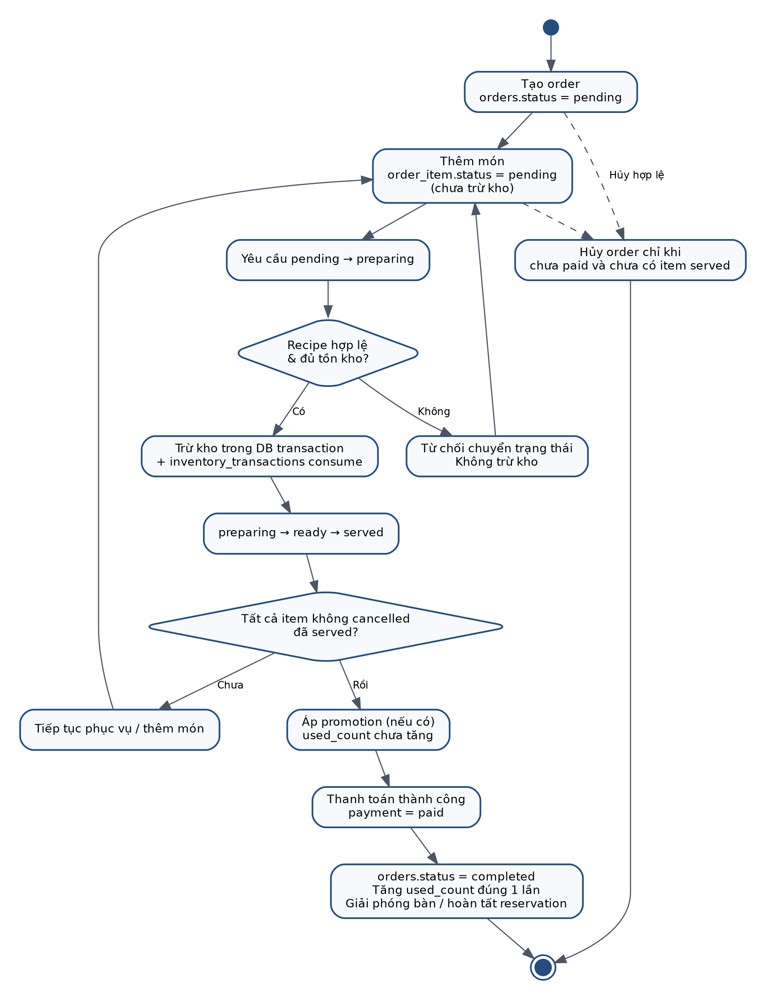 Tạo order
orders.status = pending
Thêm món
order_item.status = pending
(chưa trừ kho)
Hủy hợp lệ
Yêu cầu pending → preparing
Hủy order chỉ khi
chưa paid và chưa có item served
Recipe hợp lệ
& đủ tồn kho?
Có
Không
Trừ kho trong DB transaction
+ inventory_transactions consume
Từ chối chuyển trạng thái
Không trừ kho
preparing → ready → served
Tất cả item không cancelled
đã served?
Chưa
Rồi
Tiếp tục phục vụ / thêm món
Áp promotion (nếu có)
used_count chưa tăng
Thanh toán thành công
payment = paid
orders.status = completed
Tăng used_count đúng 1 lần
Giải phóng bàn / hoàn tất reservation